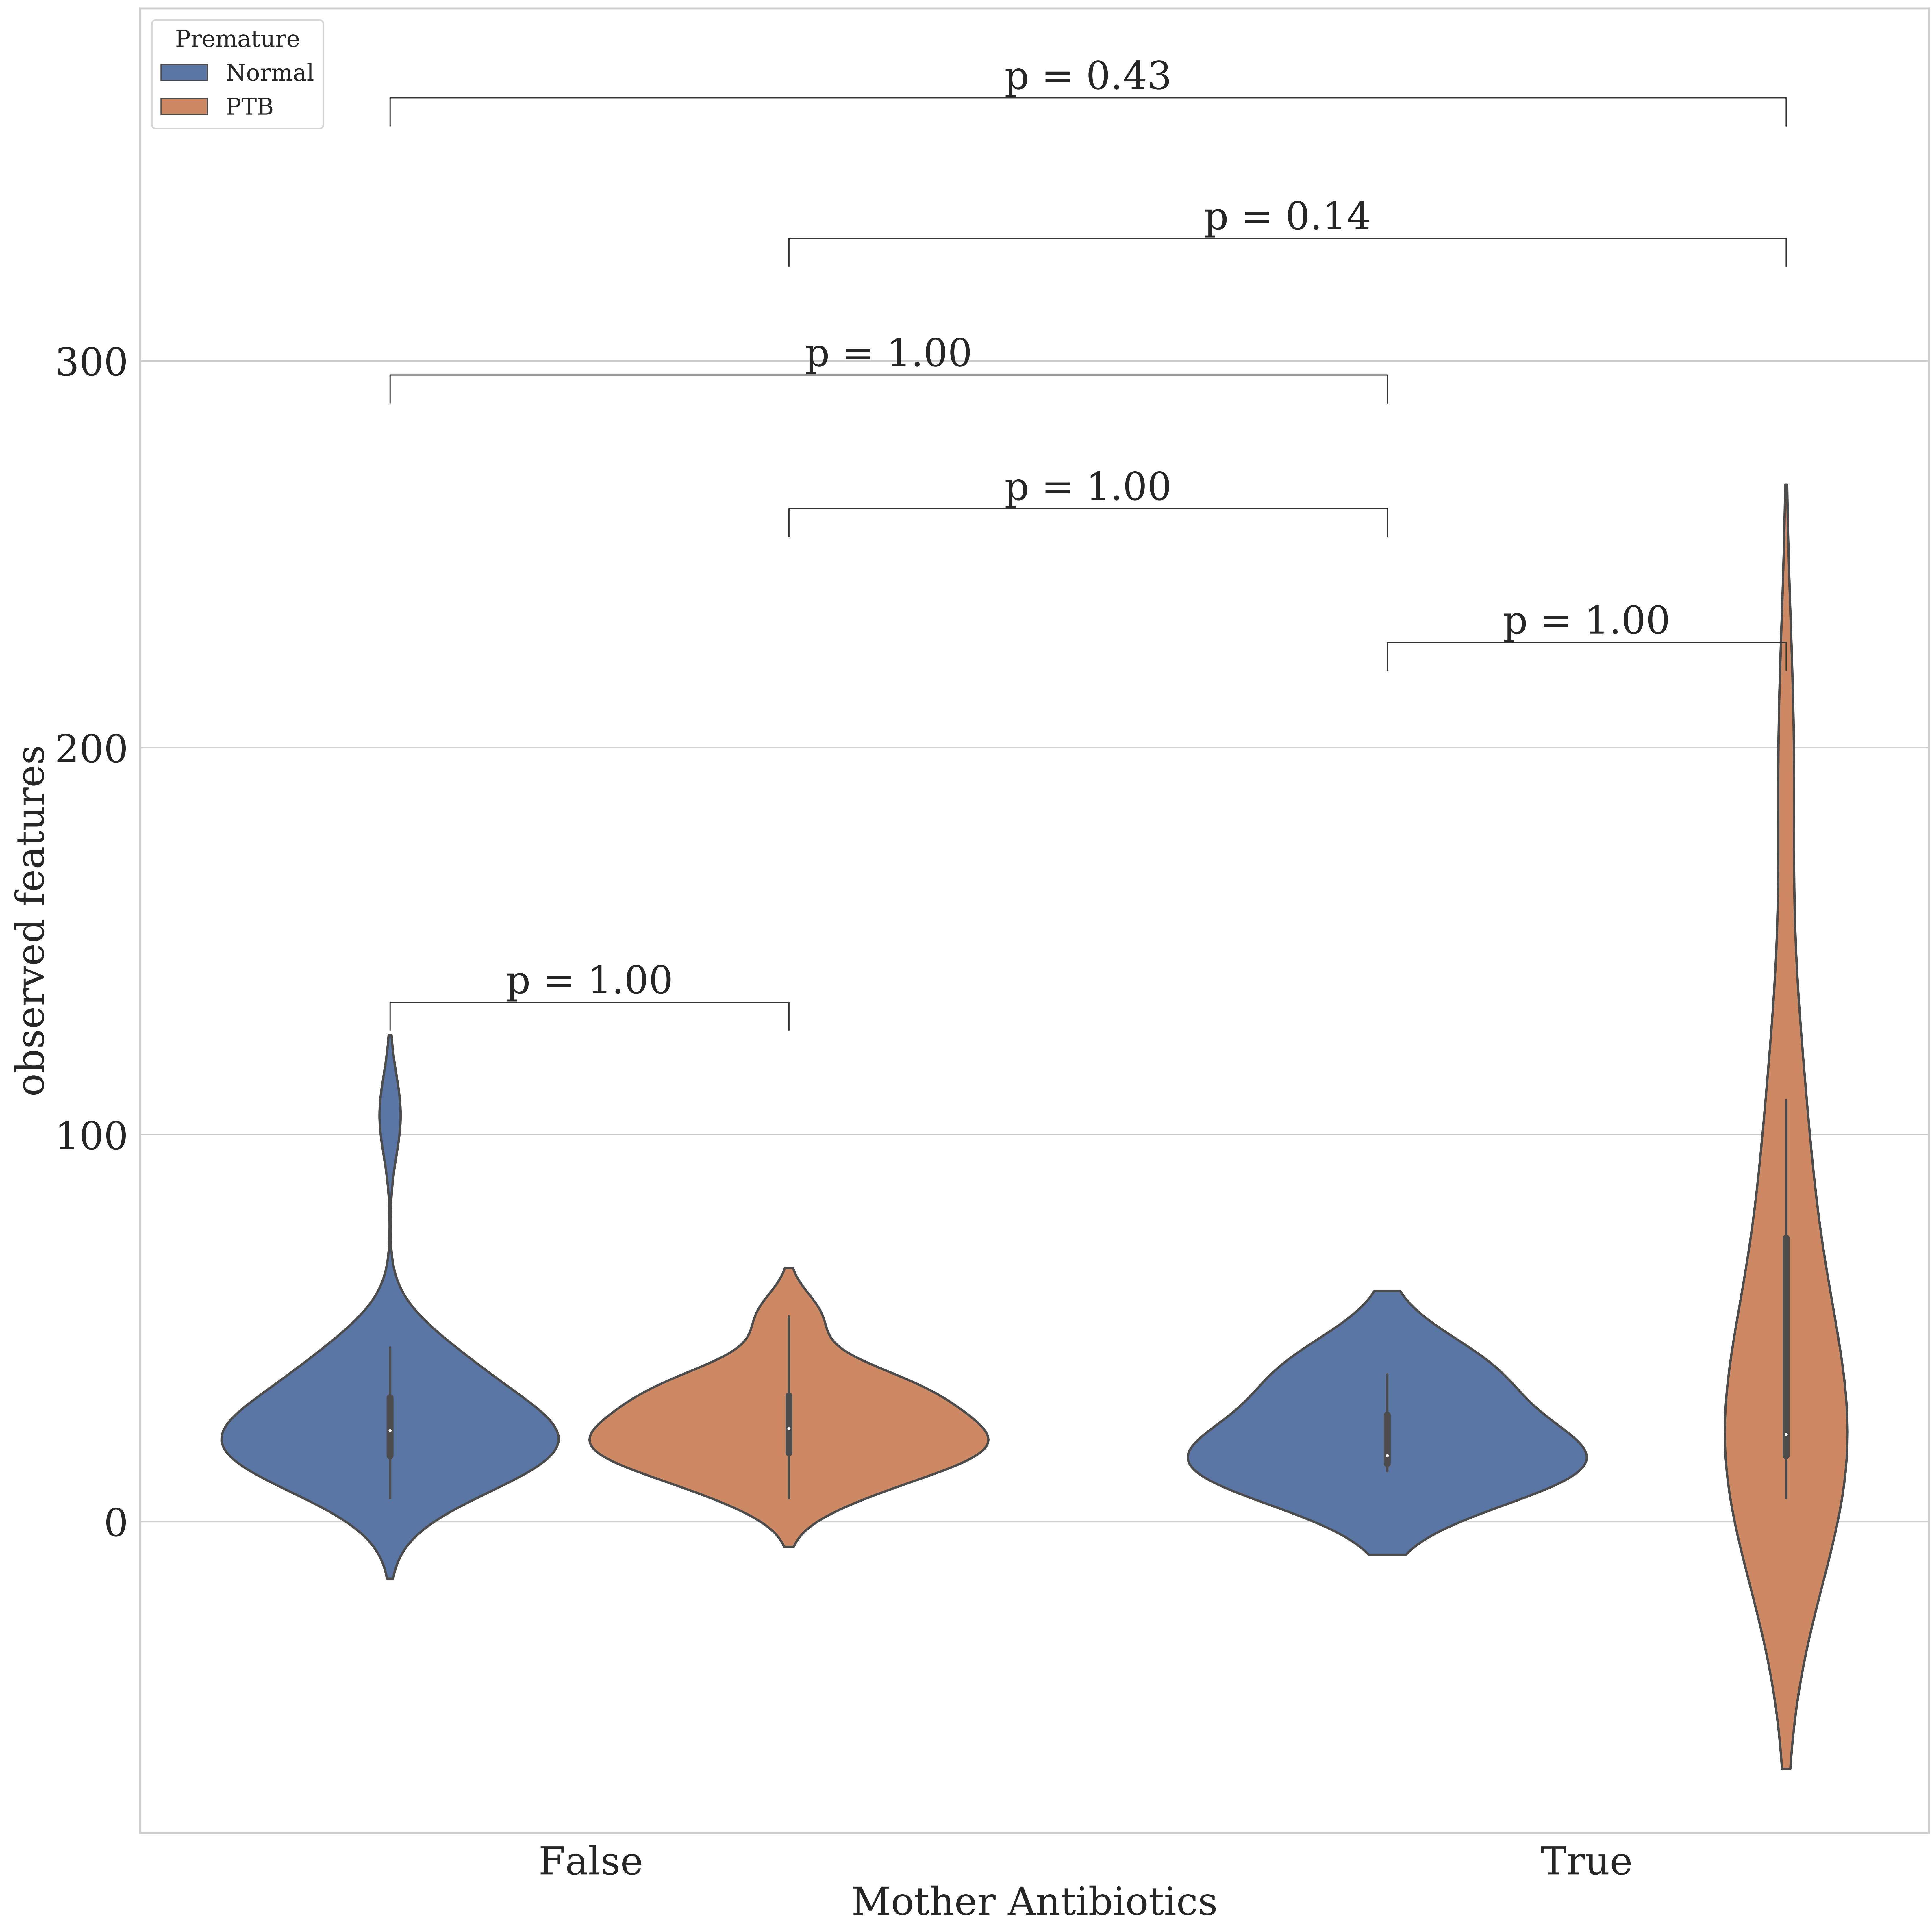 Premature
Normal
PTB
p = 0.43
p = 0.14
p = 1.00
p = 1.00
p = 1.00
p = 1.00
300
200
100
0
observed features
False
True
Mother Antibiotics